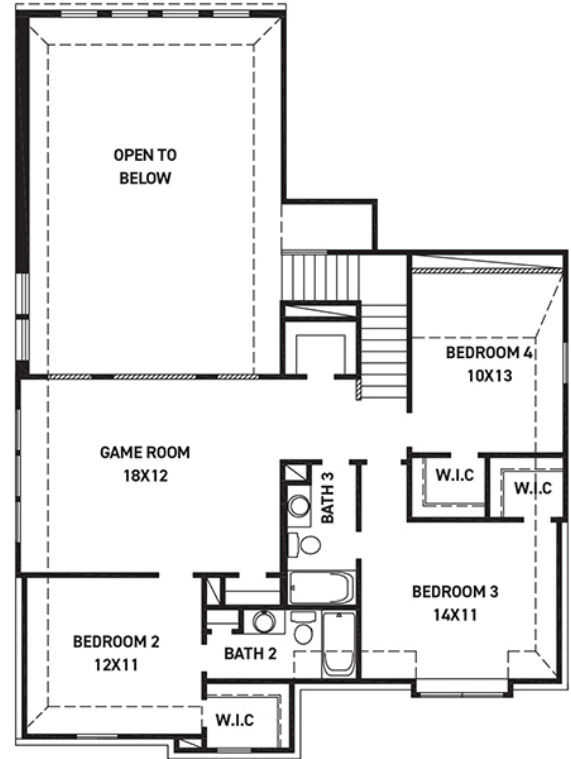 OPEN TO
BELOW
BEDROOM 4
10X13
GAME ROOM
18X12
W.I.C
W.I.C
BATH 3
BEDROOM 3
14X11
BEDROOM 2
12X11
BATH 2
W.I.C